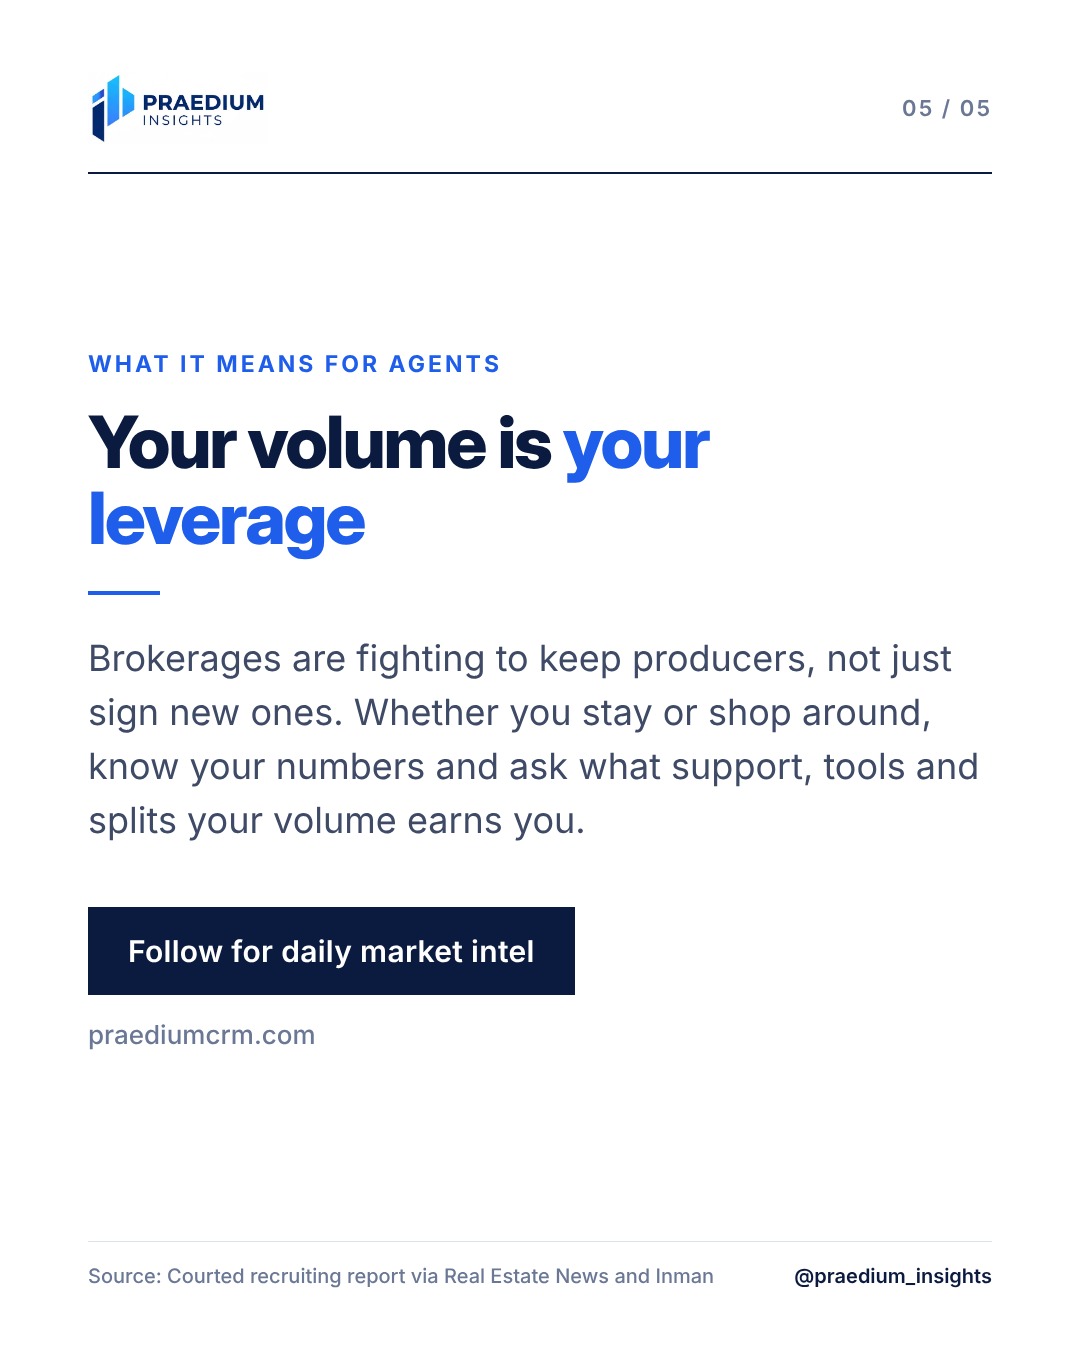 PRAEDIUM
INSIGHTS
05 / 05
WHAT IT MEANS FOR AGENTS
Your volume is your
leverage
Brokerages are fighting to keep producers, not just
sign new ones. Whether you stay or shop around,
know your numbers and ask what support, tools and
splits your volume earns you.
Follow for daily market intel
praediumcrm.com
Source: Courted recruiting report via Real Estate News and Inman
@praedium_insights